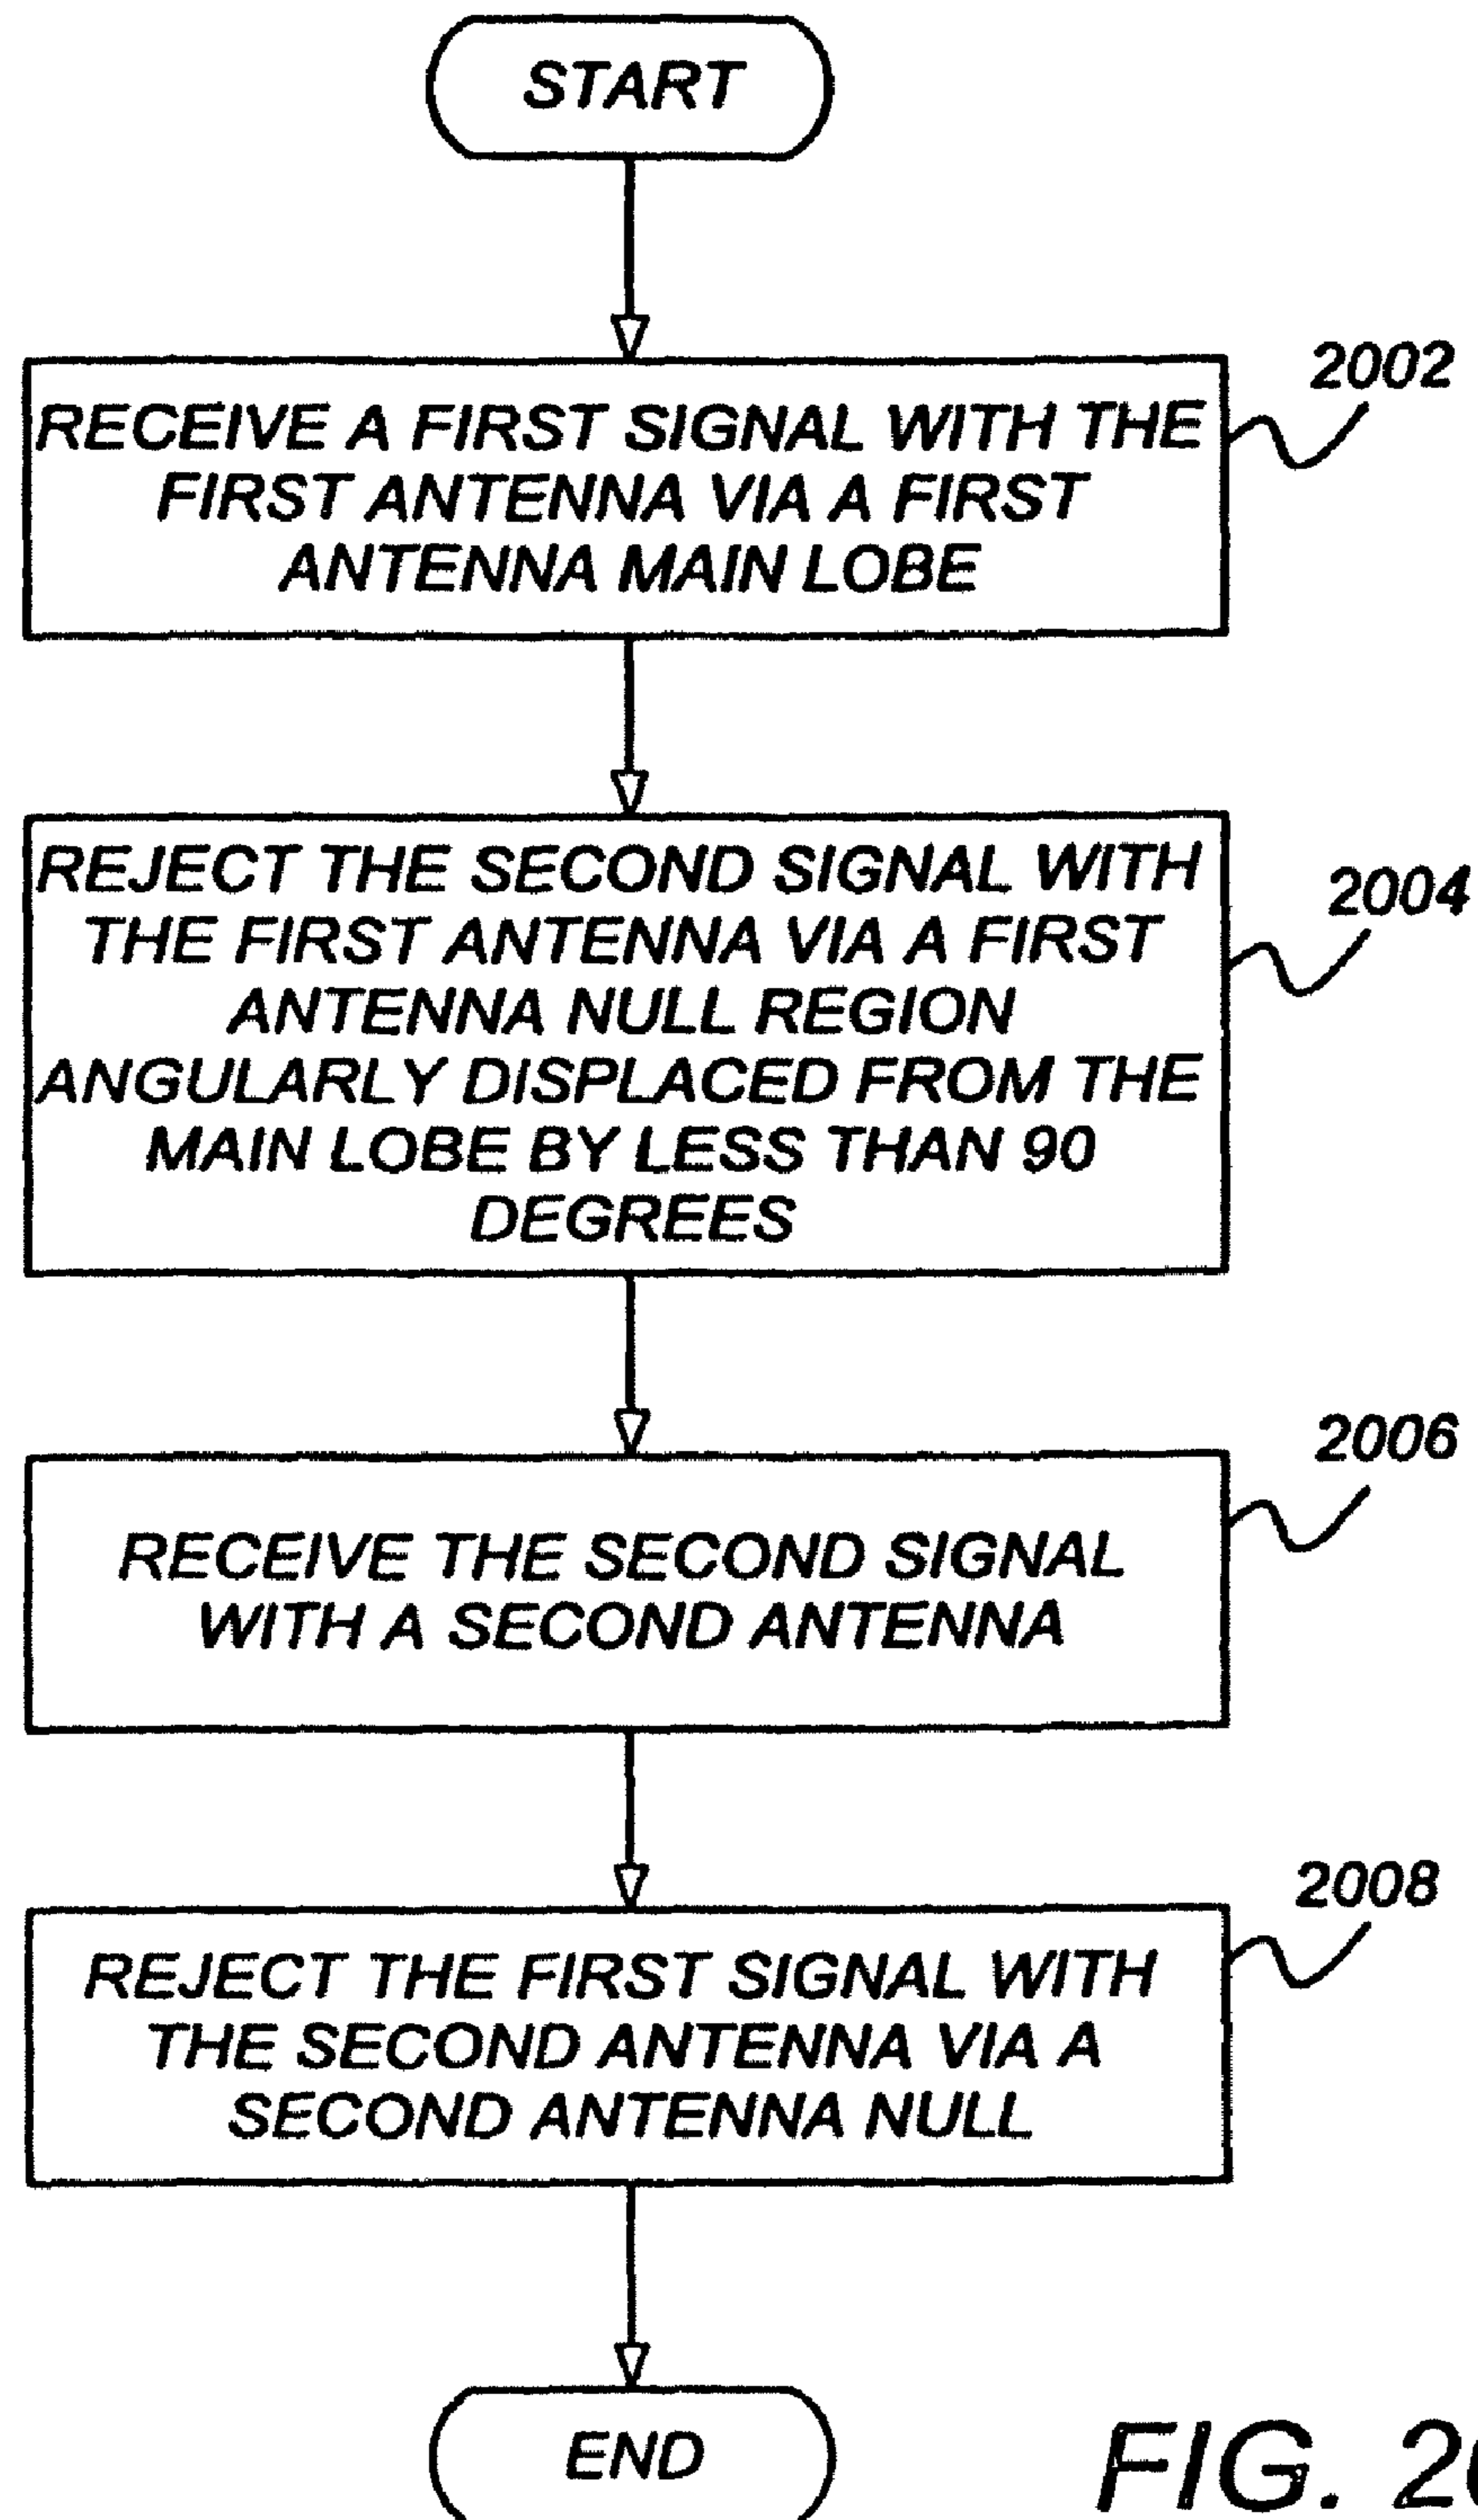 START
2002
RECEIVE A FIRST SIGNAL WITH THE
FIRST ANTENNA VIA A FIRST
ANTENNA MAIN LOBE
2004
REJECT THE SECOND SIGNAL WITH
THE FIRST ANTENNA VIA A FIRST
ANTENNA NULL REGION
ANGULARLY DISPLACED FROM THE
MAIN LOBE BY LESS THAN 90
DEGREES
2006
RECEIVE THE SECOND SIGNAL
WITH A SECOND ANTENNA
2008
REJECT THE FIRST SIGNAL WITH
THE SECOND ANTENNA VIA A
SECOND ANTENNA NULL
END
FIG.